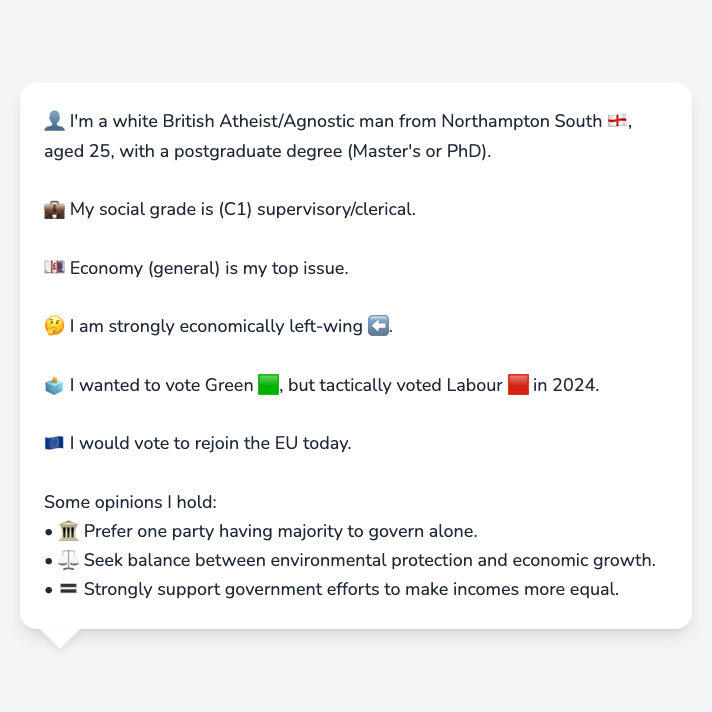 👤 I'm a white British Atheist/Agnostic man from Northampton South 🏴󠁧󠁢󠁥󠁮󠁧󠁿,
aged 25, with a postgraduate degree (Master's or PhD).
💼 My social grade is (C1) supervisory/clerical.
💷 Economy (general) is my top issue.
🤔 I am strongly economically left-wing ⬅️.
🗳️ I wanted to vote Green 🟩, but tactically voted Labour 🟥 in 2024.
🇪🇺 I would vote to rejoin the EU today.
Some opinions I hold:
• 🏛️ Prefer one party having majority to govern alone.
• ⚖️ Seek balance between environmental protection and economic growth.
• 🟰 Strongly support government efforts to make incomes more equal.